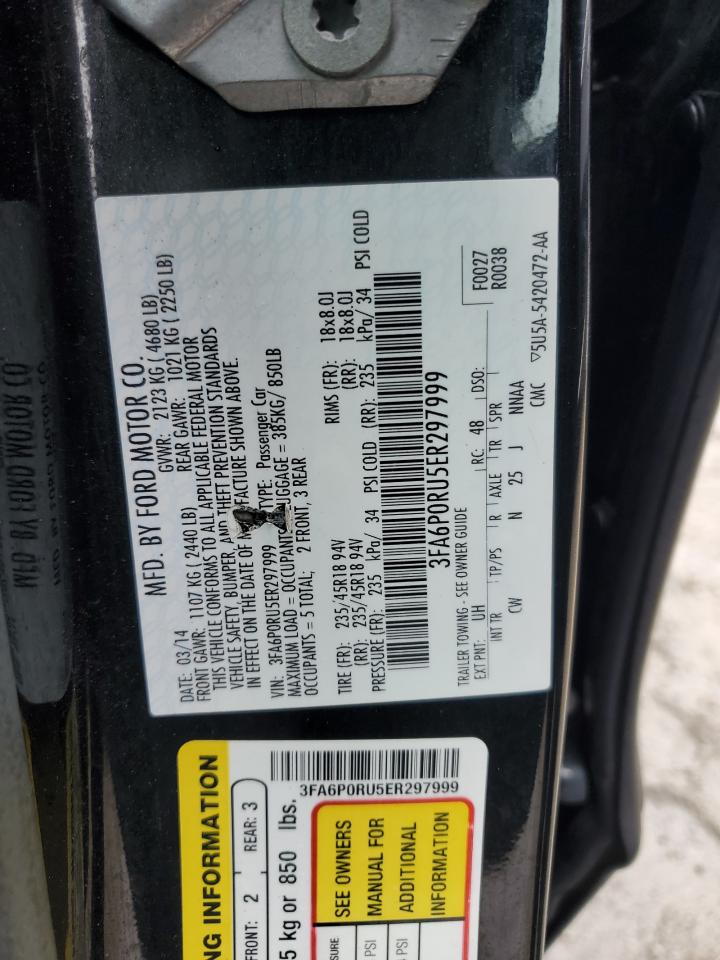 MFD. BY FORD MOTOR CO.
DATE: 03/14 GVWR: 2123 KG ( 4680 LB)
FRONT GAWR: 1107 KG ( 2440 LB) REAR GAWR: 1021 KG ( 2250 LB)
THIS VEHICLE CONFORMS TO ALL APPLICABLE FEDERAL MOTOR
VEHICLE SAFETY, BUMPER, AND THEFT PREVENTION STANDARDS
IN EFFECT ON THE DATE OF SHOWN ABOVE.
VIN: 3FA6P0RU5ER297999 TYPE: Passenger Car
MAXIMUM LOAD = OCCUPANTS = 385KG/ 850LB
OCCUPANTS = 5 TOTAL; 2 FRONT, 3 REAR
TIRE (FR): 235/45R18 94V RIMS (FR): 18x8.0J
(RR): 235/45R18 94V (RR): 18x8.0J
PRESSURE (FR): 235 kPa/ 34 PSI COLD (RR): 235 kPa/ 34 PSI COLD
3FA6P0RU5ER297999
TRAILER TOWING - SEE OWNER GUIDE
F0027
EXT PNT: UH RC: 48 DSO: R0038
INT TR TP/PS R AXLE TR SPR
CW N 25 J NNAA
CMC ▽5U5A-5420472-AA
NG INFORMATION
FRONT: 2 REAR: 3
5 kg or 850 lbs.
3FA6P0RU5ER297999
SEE OWNERS
MANUAL FOR
ADDITIONAL
INFORMATION
SURE
PSI
PSI
MFD. BY FORD MOTOR CO.